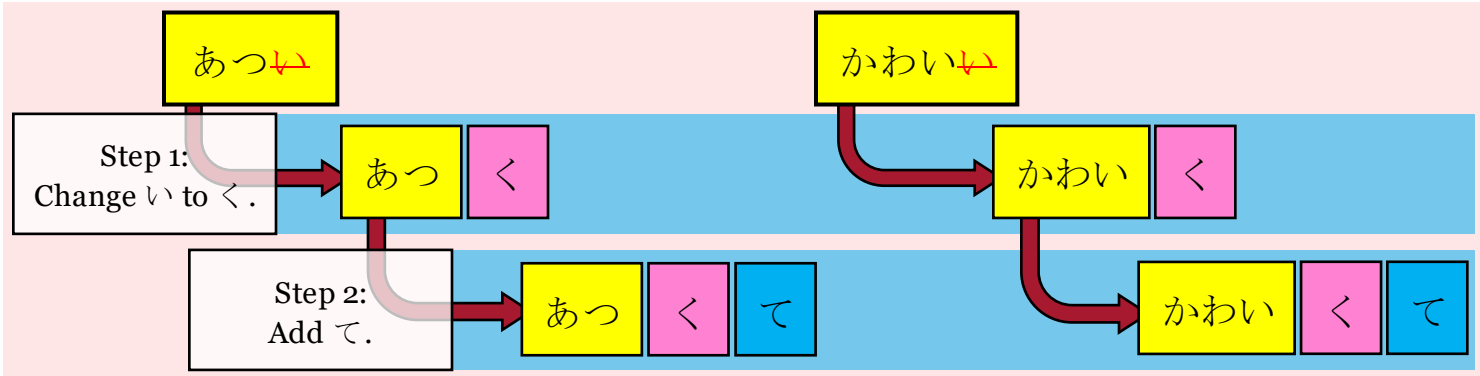 あつい かわいい
Step 1:
Change い to く.
あつ く かわい く
Step 2:
Add て.
あつ く て かわい く て